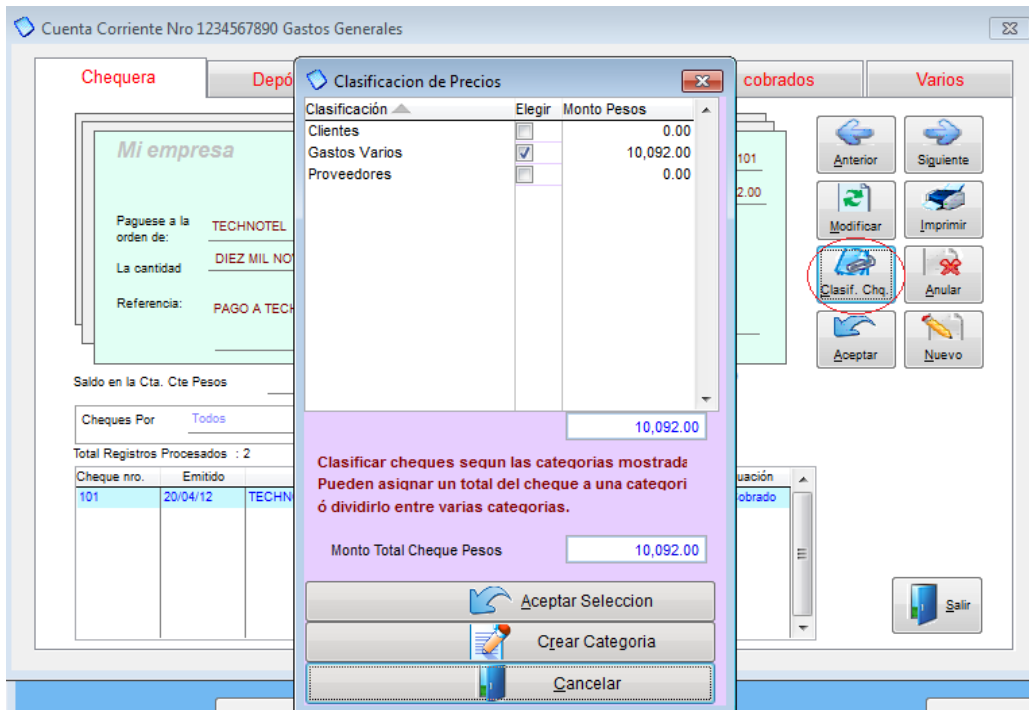 Cuenta Corriente Nro 1234567890 Gastos Generales
Chequera
Depó
cobrados
Varios
Clasificacion de Precios
Clasificación Elegir Monto Pesos
Clientes 0.00
Gastos Varios 10,092.00
Proveedores 0.00
10,092.00
Clasificar cheques segun las categorias mostrada
Pueden asignar un total del cheque a una categori
ó dividirlo entre varias categorias.
Monto Total Cheque Pesos 10,092.00
Aceptar Seleccion
Crear Categoria
Cancelar
Mi empresa
101
2.00
Paguese a la
orden de:
TECHNOTEL
La cantidad
DIEZ MIL NO
Referencia:
PAGO A TECH
Anterior
Siguiente
Modificar
Imprimir
Clasif. Chq.
Anular
Aceptar
Nuevo
Saldo en la Cta. Cte Pesos
Cheques Por Todos
Total Registros Procesados : 2
Cheque nro. Emitido uación
101 20/04/12 TECHN obrado
Salir